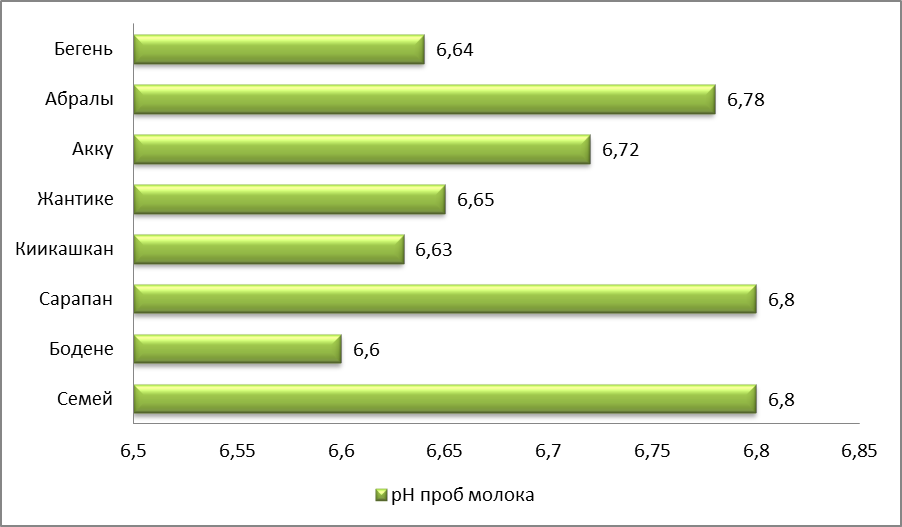 Бегень 6,64
Абралы 6,78
Акку 6,72
Жантике 6,65
Киикашкан 6,63
Сарапан 6,8
Бодене 6,6
Семей 6,8
6,5 6,55 6,6 6,65 6,7 6,75 6,8 6,85
pH проб молока